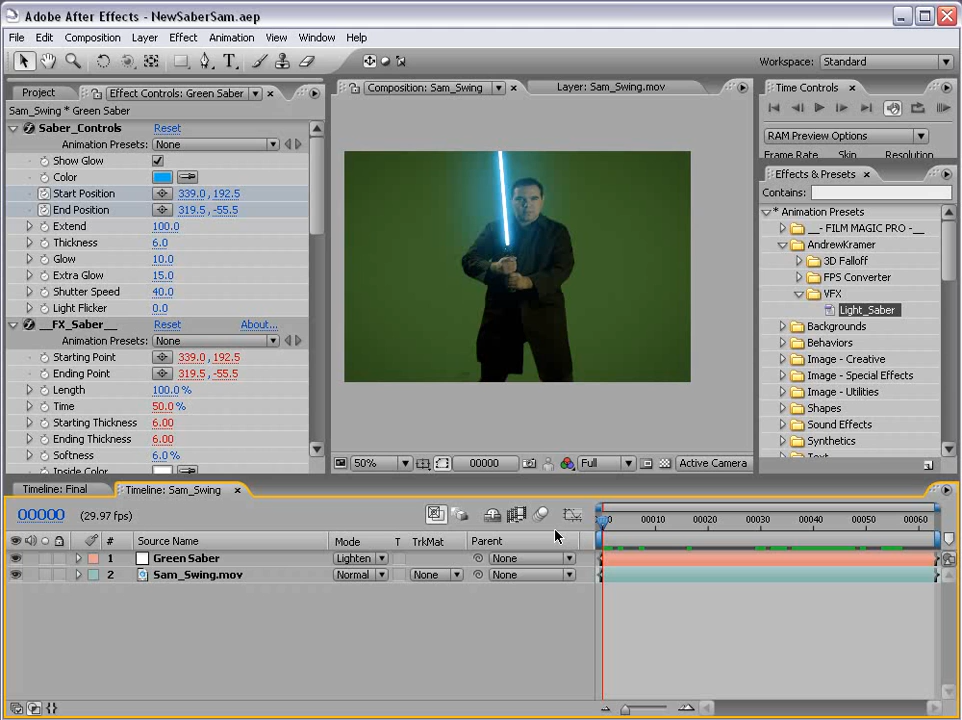 Adobe After Effects - NewSaberSam.aep
File Edit Composition Layer Effect Animation View Window Help
T
Workspace: Standard
Project Effect Controls: Green Saber
Sam_Swing * Green Saber
Saber_Controls Reset
Animation Presets: None
Show Glow
Color
Start Position 339.0, 192.5
End Position 319.5, -55.5
Extend 100.0
Thickness 6.0
Glow 10.0
Extra Glow 15.0
Shutter Speed 40.0
Light Flicker 0.0
__FX_Saber__ Reset About...
Animation Presets: None
Starting Point 339.0, 192.5
Ending Point 319.5, -55.5
Length 100.0 %
Time 50.0 %
Starting Thickness 6.00
Ending Thickness 6.00
Softness 6.0 %
Inside Color
Composition: Sam_Swing Layer: Sam_Swing.mov
50% 00000 Full Active Camera
Time Controls
RAM Preview Options
Frame Rate Skip Resolution
Effects & Presets
Contains:
* Animation Presets
__- FILM MAGIC PRO -__
AndrewKramer
3D Falloff
FPS Converter
VFX
Light_Saber
Backgrounds
Behaviors
Image - Creative
Image - Special Effects
Image - Utilities
Shapes
Sound Effects
Synthetics
Text
Timeline: Final Timeline: Sam_Swing
00000 (29.97 fps)
0 00010 00020 00030 00040 00050 00060
# Source Name Mode T TrkMat Parent
1 Green Saber Lighten None
2 Sam_Swing.mov Normal None None